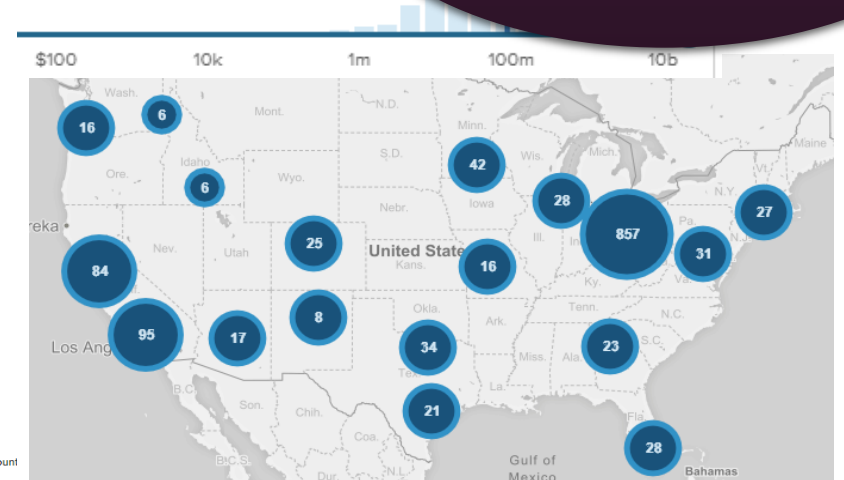 $100 10k 1m 100m 10b
Wash.
Mont.
N.D.
Maine
16
6
Minn.
Ore.
Idaho
S.D.
42
Wis.
Mich.
Vt.
6
Wyo.
28
N.Y.
Nebr.
Iowa
27
reka
Nev.
Utah
25
United State
Ill.
In
857
Pa.
N.J.
31
84
Kans.
16
Ky.
Va.
95
17
8
Okla.
Tenn.
N.C.
Los Ang
34
Ark.
23
S.C.
Tex
Miss.
Ala
B.C.
La.
Son.
Chih.
21
Fla
Coa.
28
ount
B.C.S.
Dur.
N.L.
Gulf of
Mexico
Bahamas